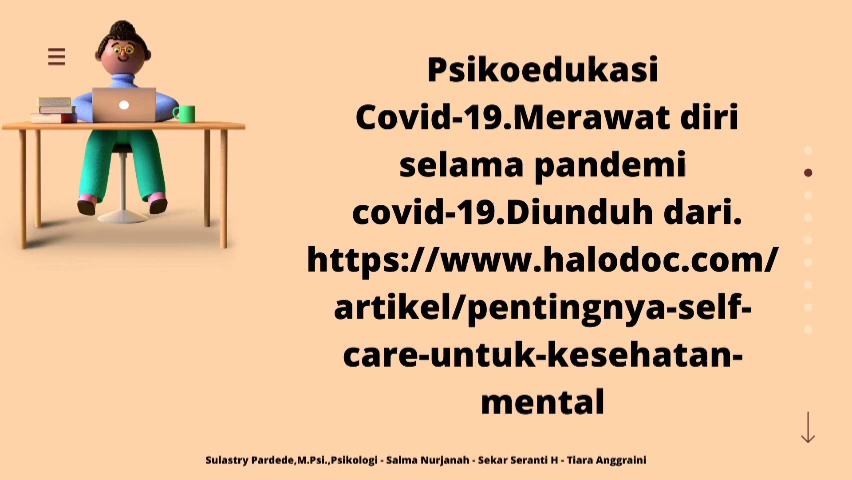 Psikoedukasi
Covid-19.Merawat diri
selama pandemi
covid-19.Diunduh dari.
https://www.halodoc.com/
artikel/pentingnya-self-
care-untuk-kesehatan-
mental
Sulastry Pardede,M.Psi.,Psikologi - Salma Nurjanah - Sekar Seranti H - Tiara Anggraini